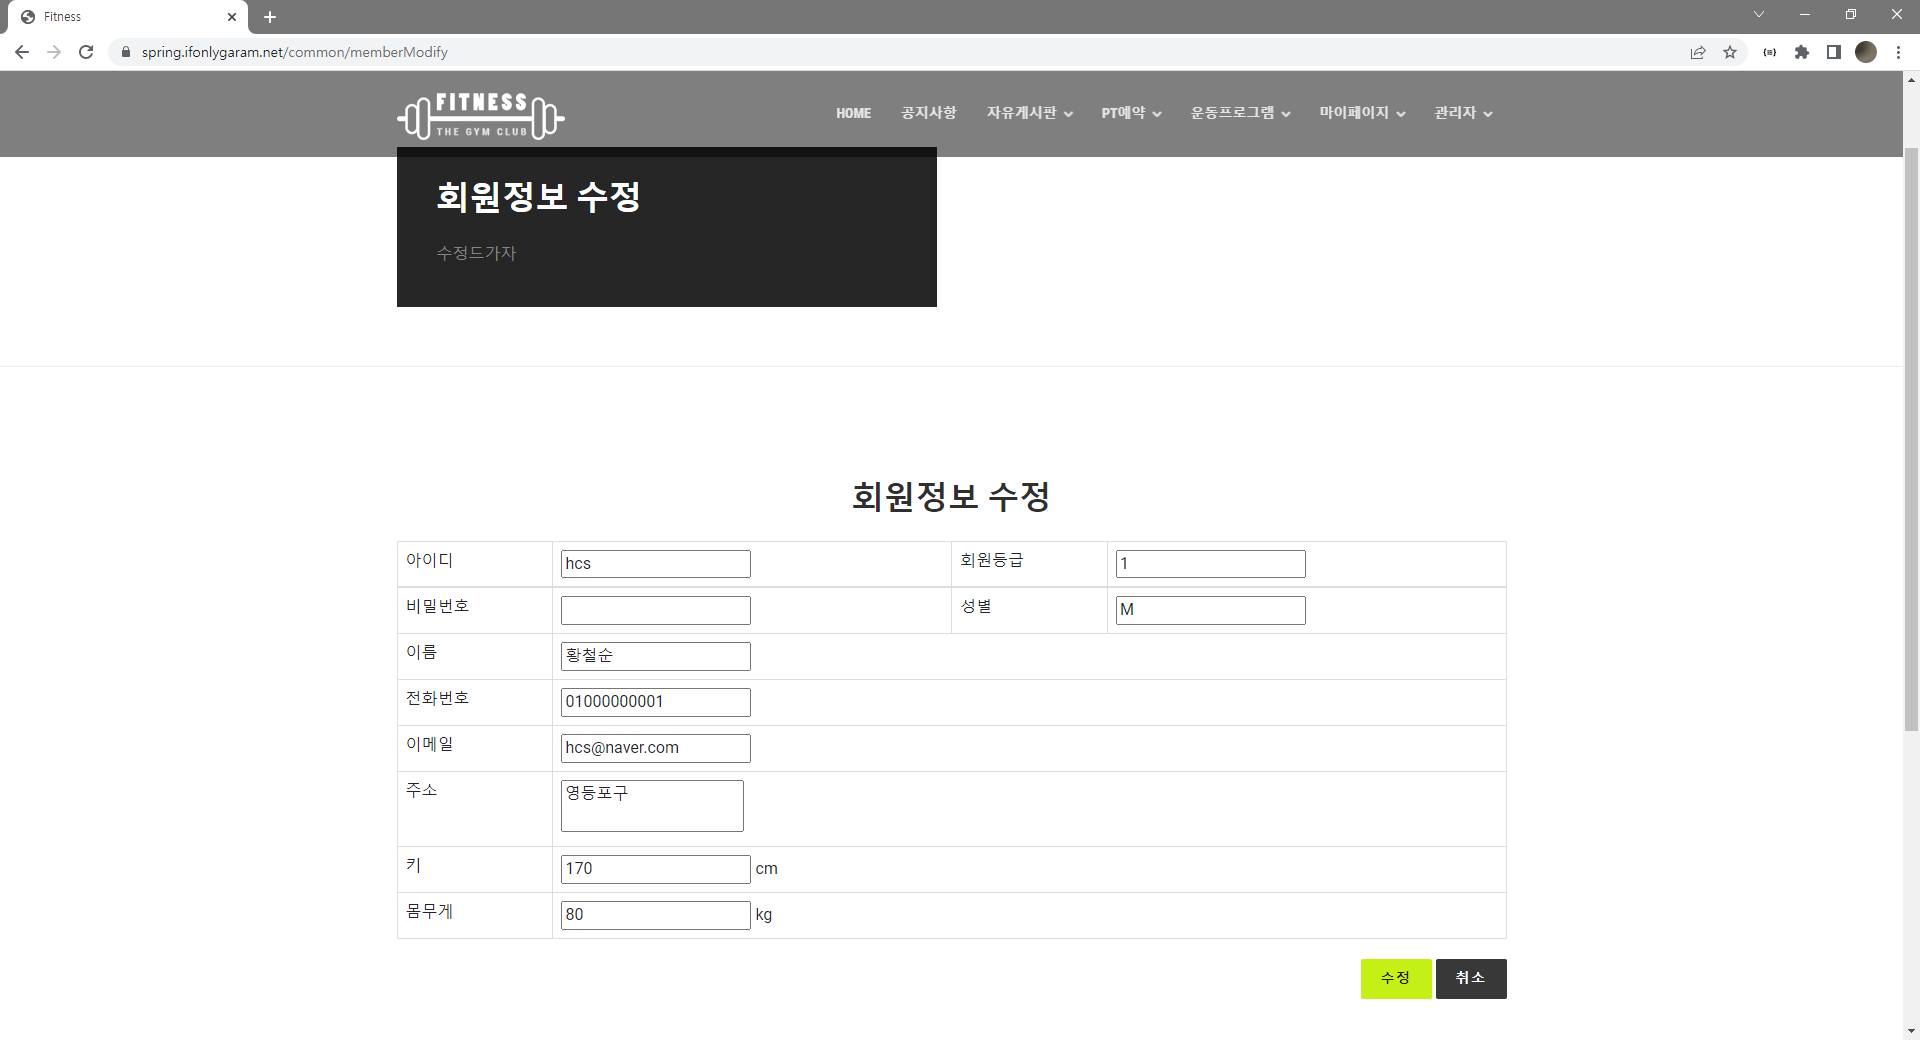 Fitness
spring.ifonlygaram.net/common/memberModify
FITNESS
THE GYM CLUB
HOME 공지사항 자유게시판 PT예약 운동프로그램 마이페이지 관리자
회원정보 수정
수정드가자
회원정보 수정
아이디 hcs 회원등급 1
비밀번호 성별 M
이름 황철순
전화번호 01000000001
이메일 hcs@naver.com
주소 영등포구
키 170 cm
몸무게 80 kg
수정 취소